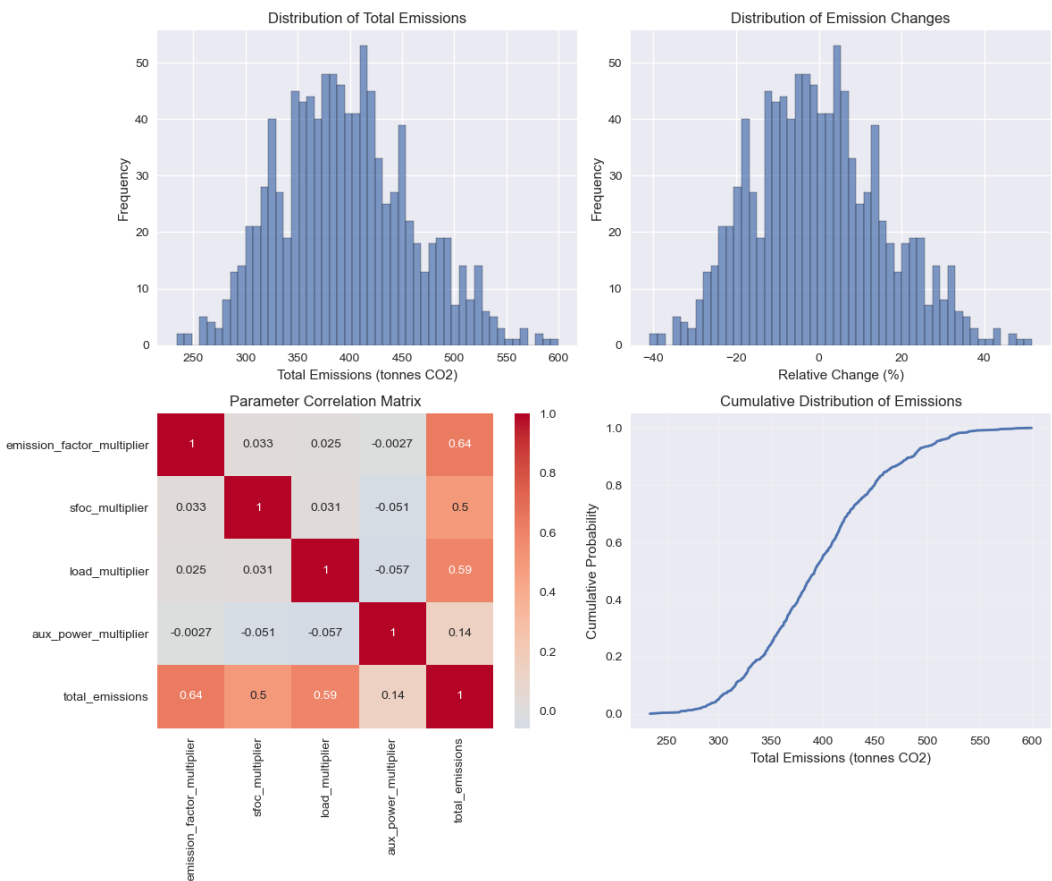 Distribution of Total Emissions
Frequency
50
40
30
20
10
0
250 300 350 400 450 500 550 600
Total Emissions (tonnes CO2)
Distribution of Emission Changes
Frequency
50
40
30
20
10
0
−40 −20 0 20 40
Relative Change (%)
Parameter Correlation Matrix
emission_factor_multiplier 1 0.033 0.025 -0.0027 0.64
sfoc_multiplier 0.033 1 0.031 -0.051 0.5
load_multiplier 0.025 0.031 1 -0.057 0.59
aux_power_multiplier -0.0027 -0.051 -0.057 1 0.14
total_emissions 0.64 0.5 0.59 0.14 1
emission_factor_multiplier
sfoc_multiplier
load_multiplier
aux_power_multiplier
total_emissions
1.0
0.8
0.6
0.4
0.2
0.0
Cumulative Distribution of Emissions
Cumulative Probability
1.0
0.8
0.6
0.4
0.2
0.0
250 300 350 400 450 500 550 600
Total Emissions (tonnes CO2)